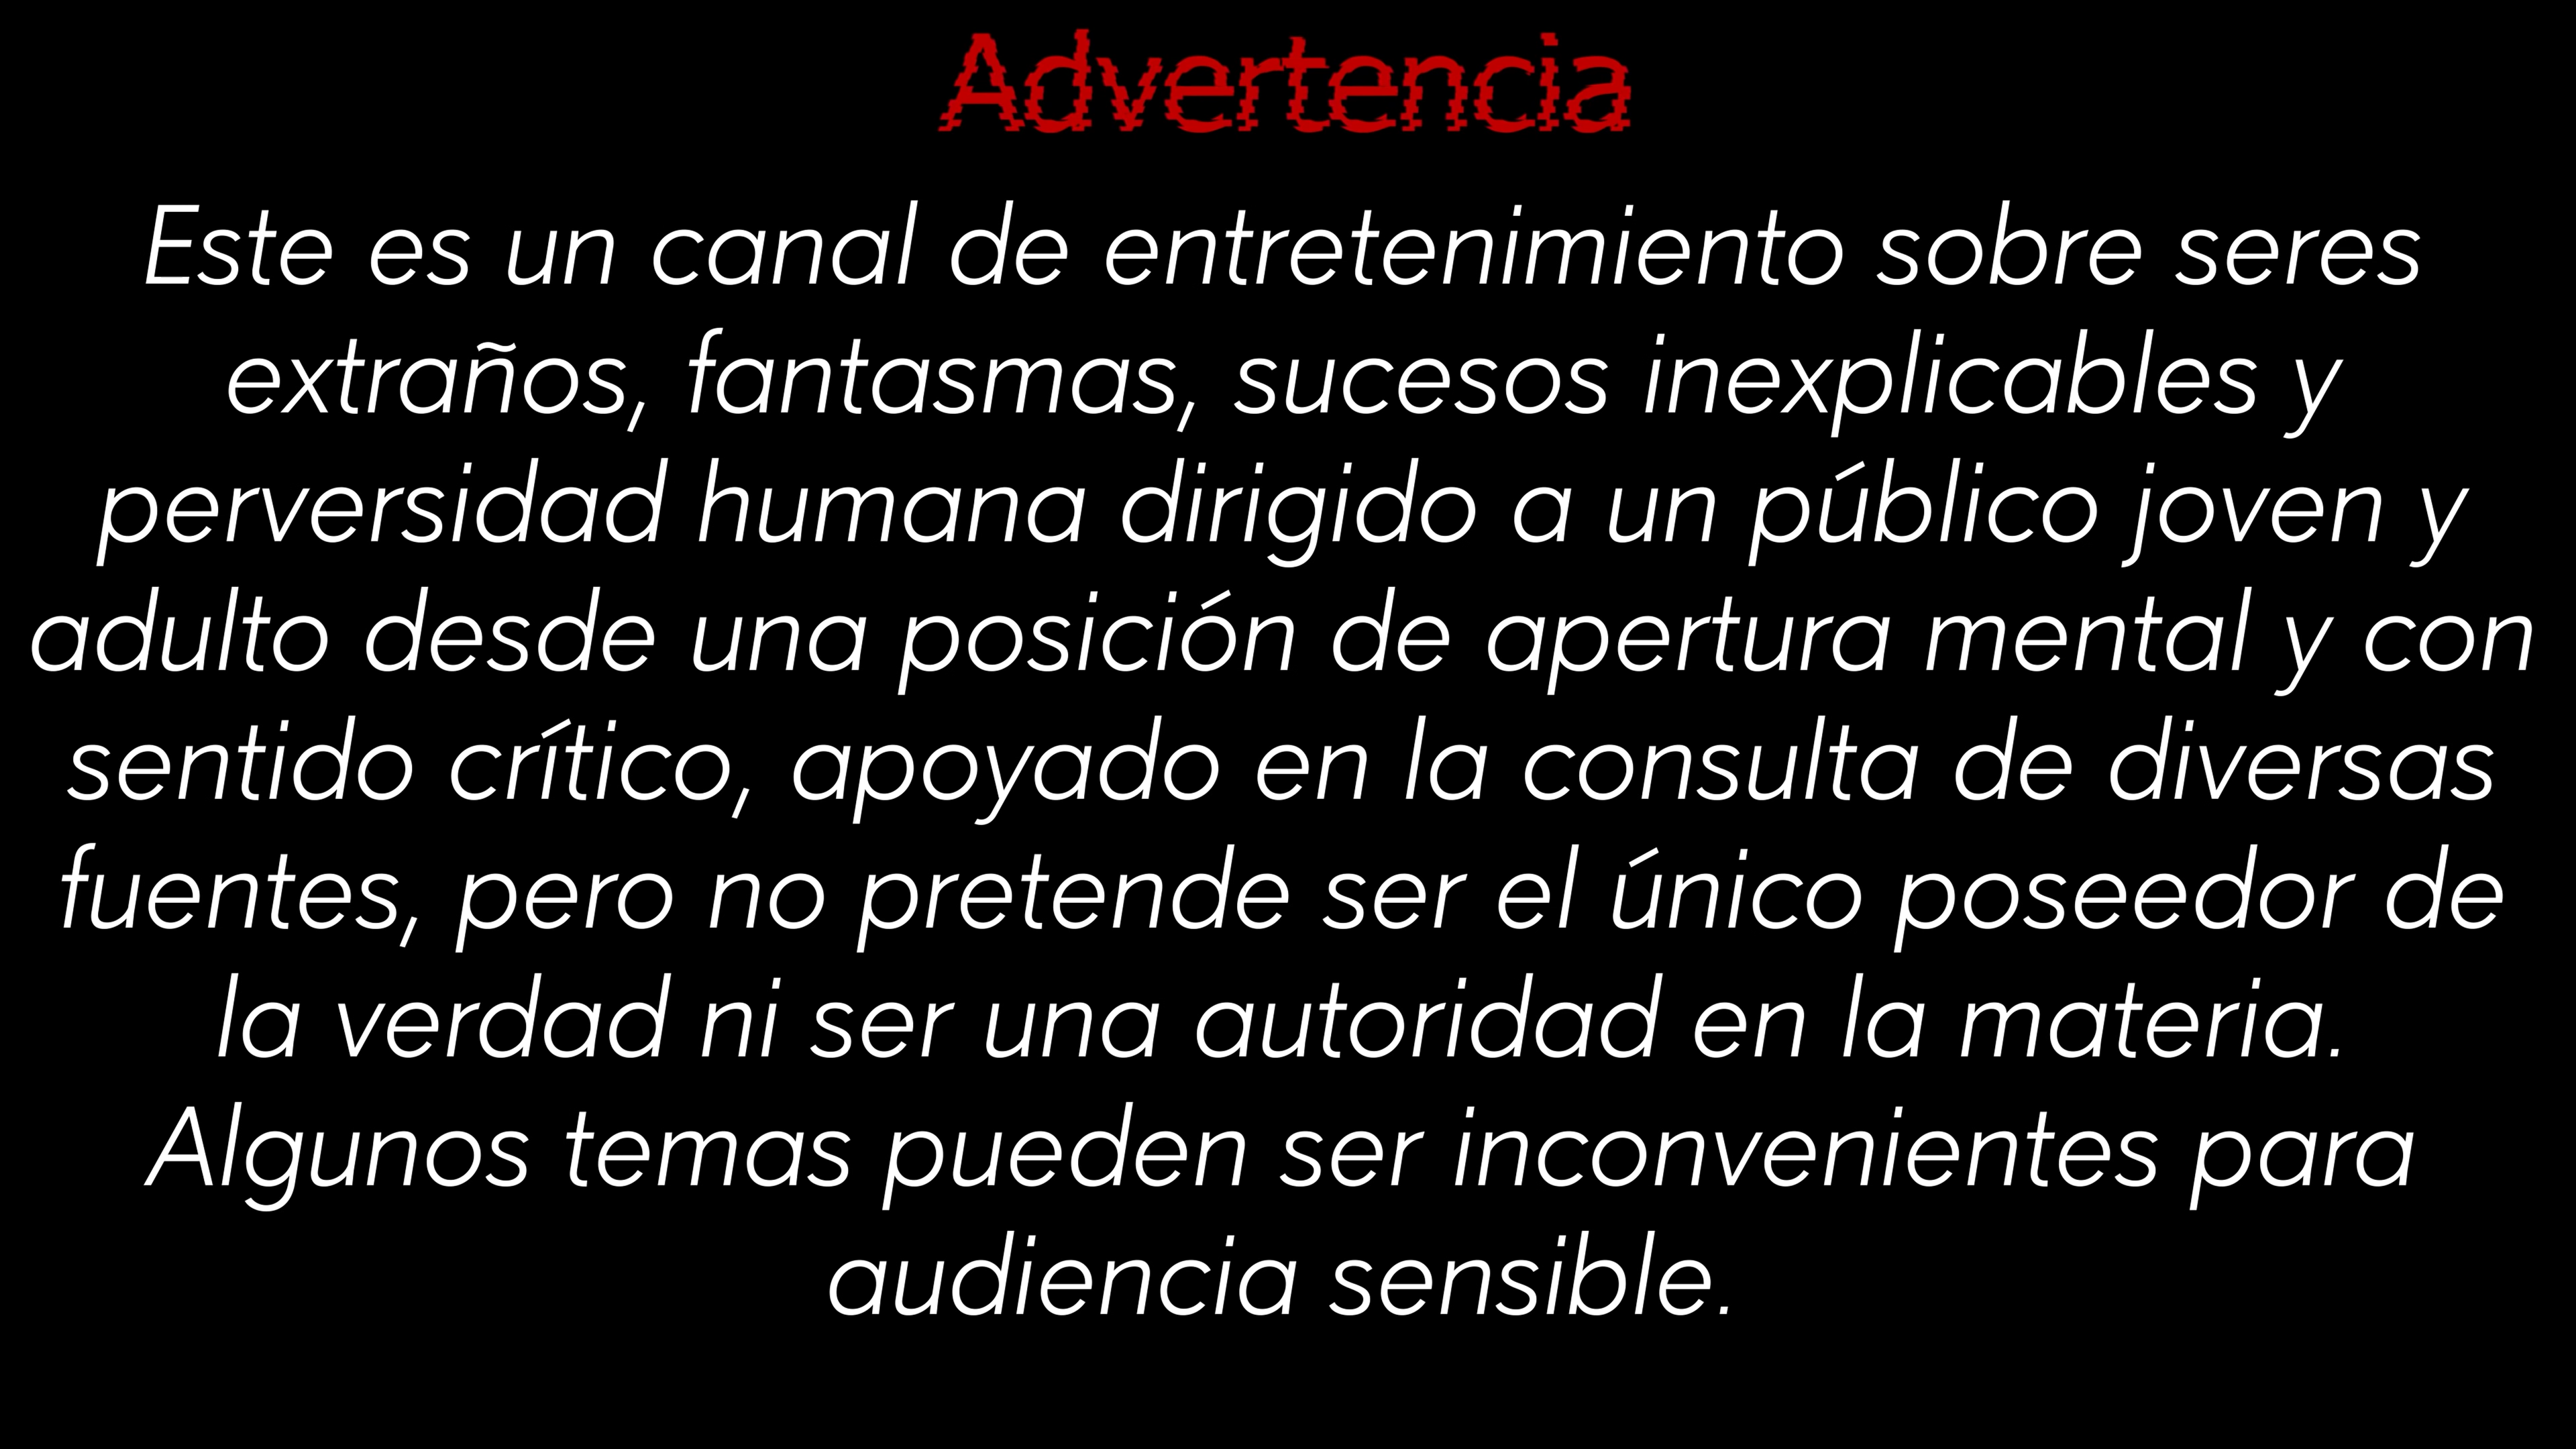 Advertencia
Este es un canal de entretenimiento sobre seres
extraños, fantasmas, sucesos inexplicables y
perversidad humana dirigido a un público joven y
adulto desde una posición de apertura mental y con
sentido crítico, apoyado en la consulta de diversas
fuentes, pero no pretende ser el único poseedor de
la verdad ni ser una autoridad en la materia.
Algunos temas pueden ser inconvenientes para
audiencia sensible.